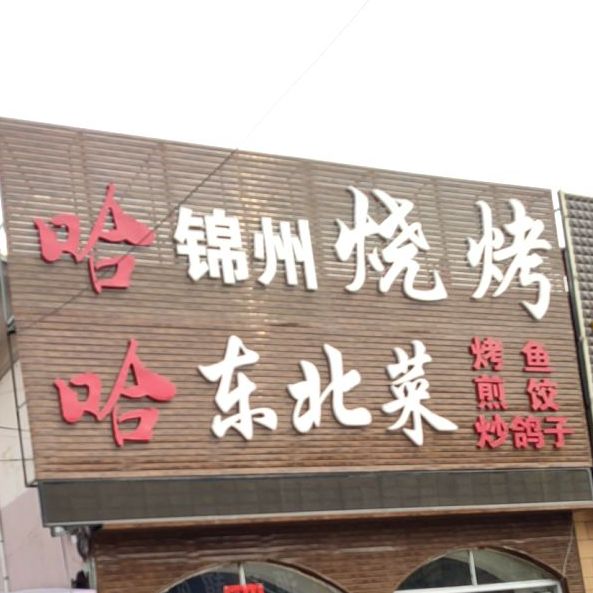 哈 锦州 烧烤
哈 东北菜
烤鱼
煎饺
炒鸽子